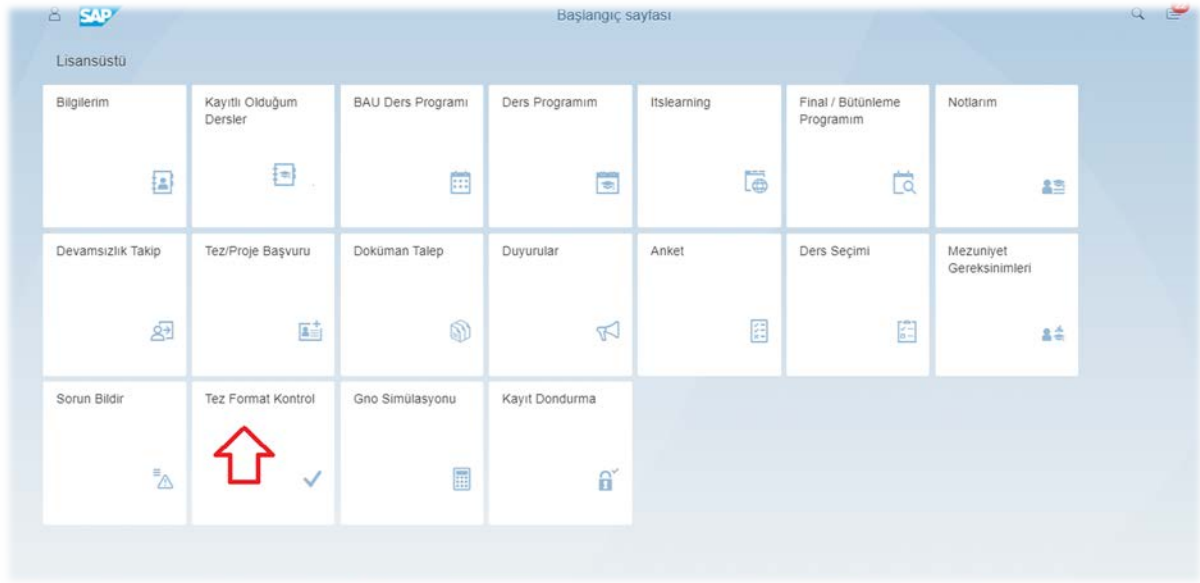 SAP
Başlangıç sayfası
Lisansüstü
Bilgilerim
Kayıtlı Olduğum
Dersler
BAU Ders Programı
Ders Programım
Itslearning
Final / Bütünleme
Programım
Notlarım
Devamsızlık Takip
Tez/Proje Başvuru
Doküman Talep
Duyurular
Anket
Ders Seçimi
Mezuniyet
Gereksinimleri
Sorun Bildir
Tez Format Kontrol
Gno Simülasyonu
Kayıt Dondurma